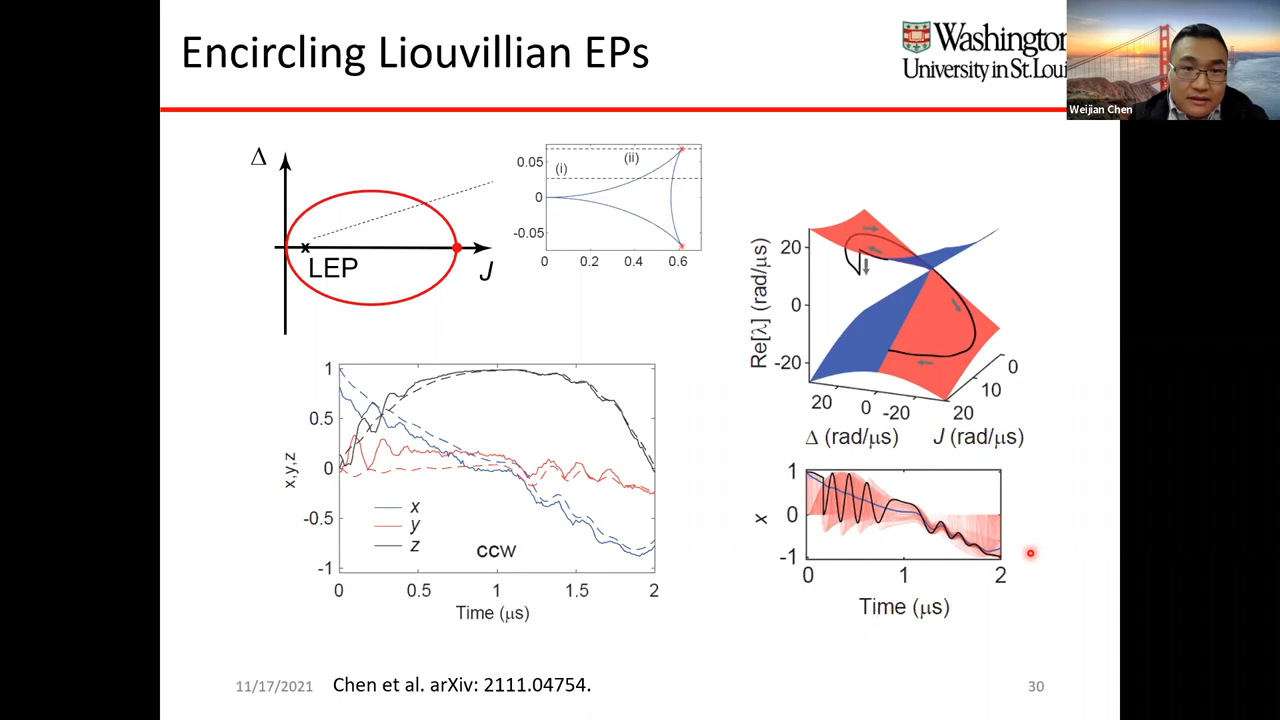 Encircling Liouvillian EPs
Washington
University in St. Loui
Weijian Chen
Δ
LEP
J
0.05
0
-0.05
(i)
(ii)
0 0.2 0.4 0.6
Re[λ] (rad/μs)
20
0
-20
20 0 -20
Δ (rad/μs)
20
10
0
J (rad/μs)
x,y,z
1
0.5
0
-0.5
-1
x
y
z
ccw
0 0.5 1 1.5 2
Time (μs)
x
1
0
-1
0 1 2
Time (μs)
11/17/2021
Chen et al. arXiv: 2111.04754.
30